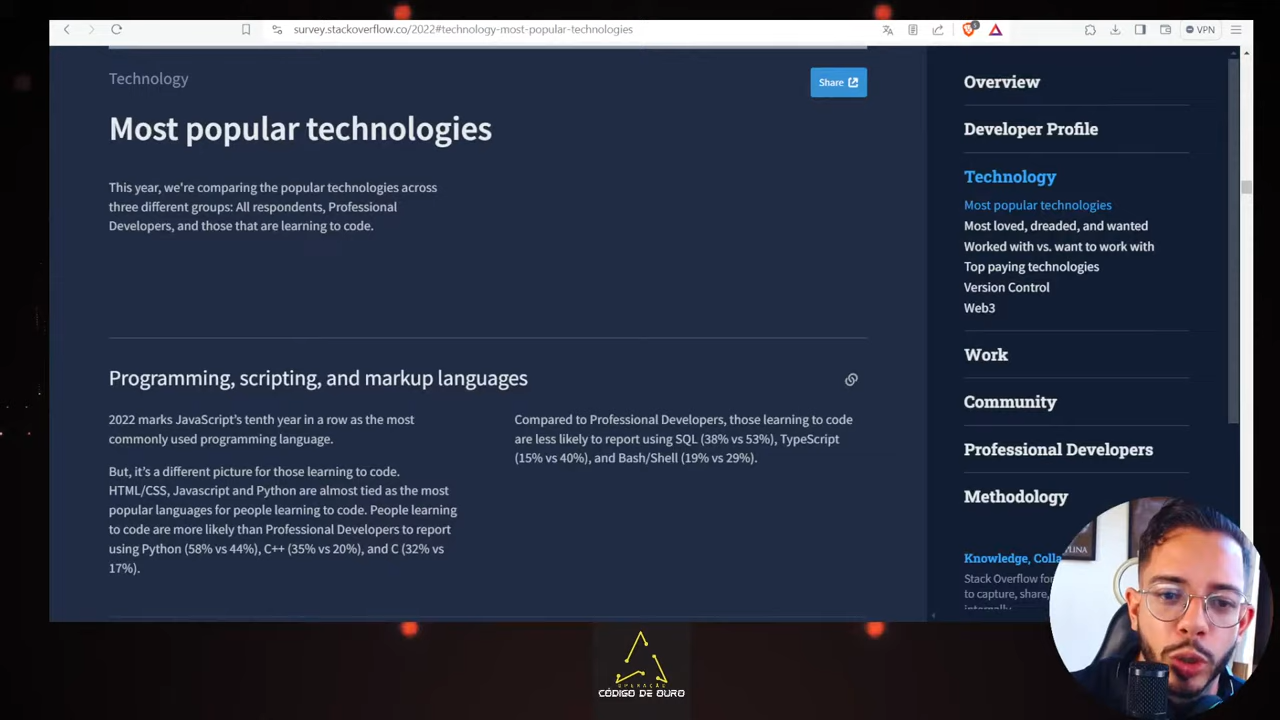 survey.stackoverflow.co/2022#technology-most-popular-technologies
VPN
Technology
Share
Most popular technologies
This year, we're comparing the popular technologies across
three different groups: All respondents, Professional
Developers, and those that are learning to code.
Programming, scripting, and markup languages
2022 marks JavaScript's tenth year in a row as the most
commonly used programming language.
But, it's a different picture for those learning to code.
HTML/CSS, Javascript and Python are almost tied as the most
popular languages for people learning to code. People learning
to code are more likely than Professional Developers to report
using Python (58% vs 44%), C++ (35% vs 20%), and C (32% vs
17%).
Compared to Professional Developers, those learning to code
are less likely to report using SQL (38% vs 53%), TypeScript
(15% vs 40%), and Bash/Shell (19% vs 29%).
Overview
Developer Profile
Technology
Most popular technologies
Most loved, dreaded, and wanted
Worked with vs. want to work with
Top paying technologies
Version Control
Web3
Work
Community
Professional Developers
Methodology
Knowledge, Colla
Stack Overflow for
to capture, share,
internally.
OPERAÇÃO
CÓDIGO DE OURO